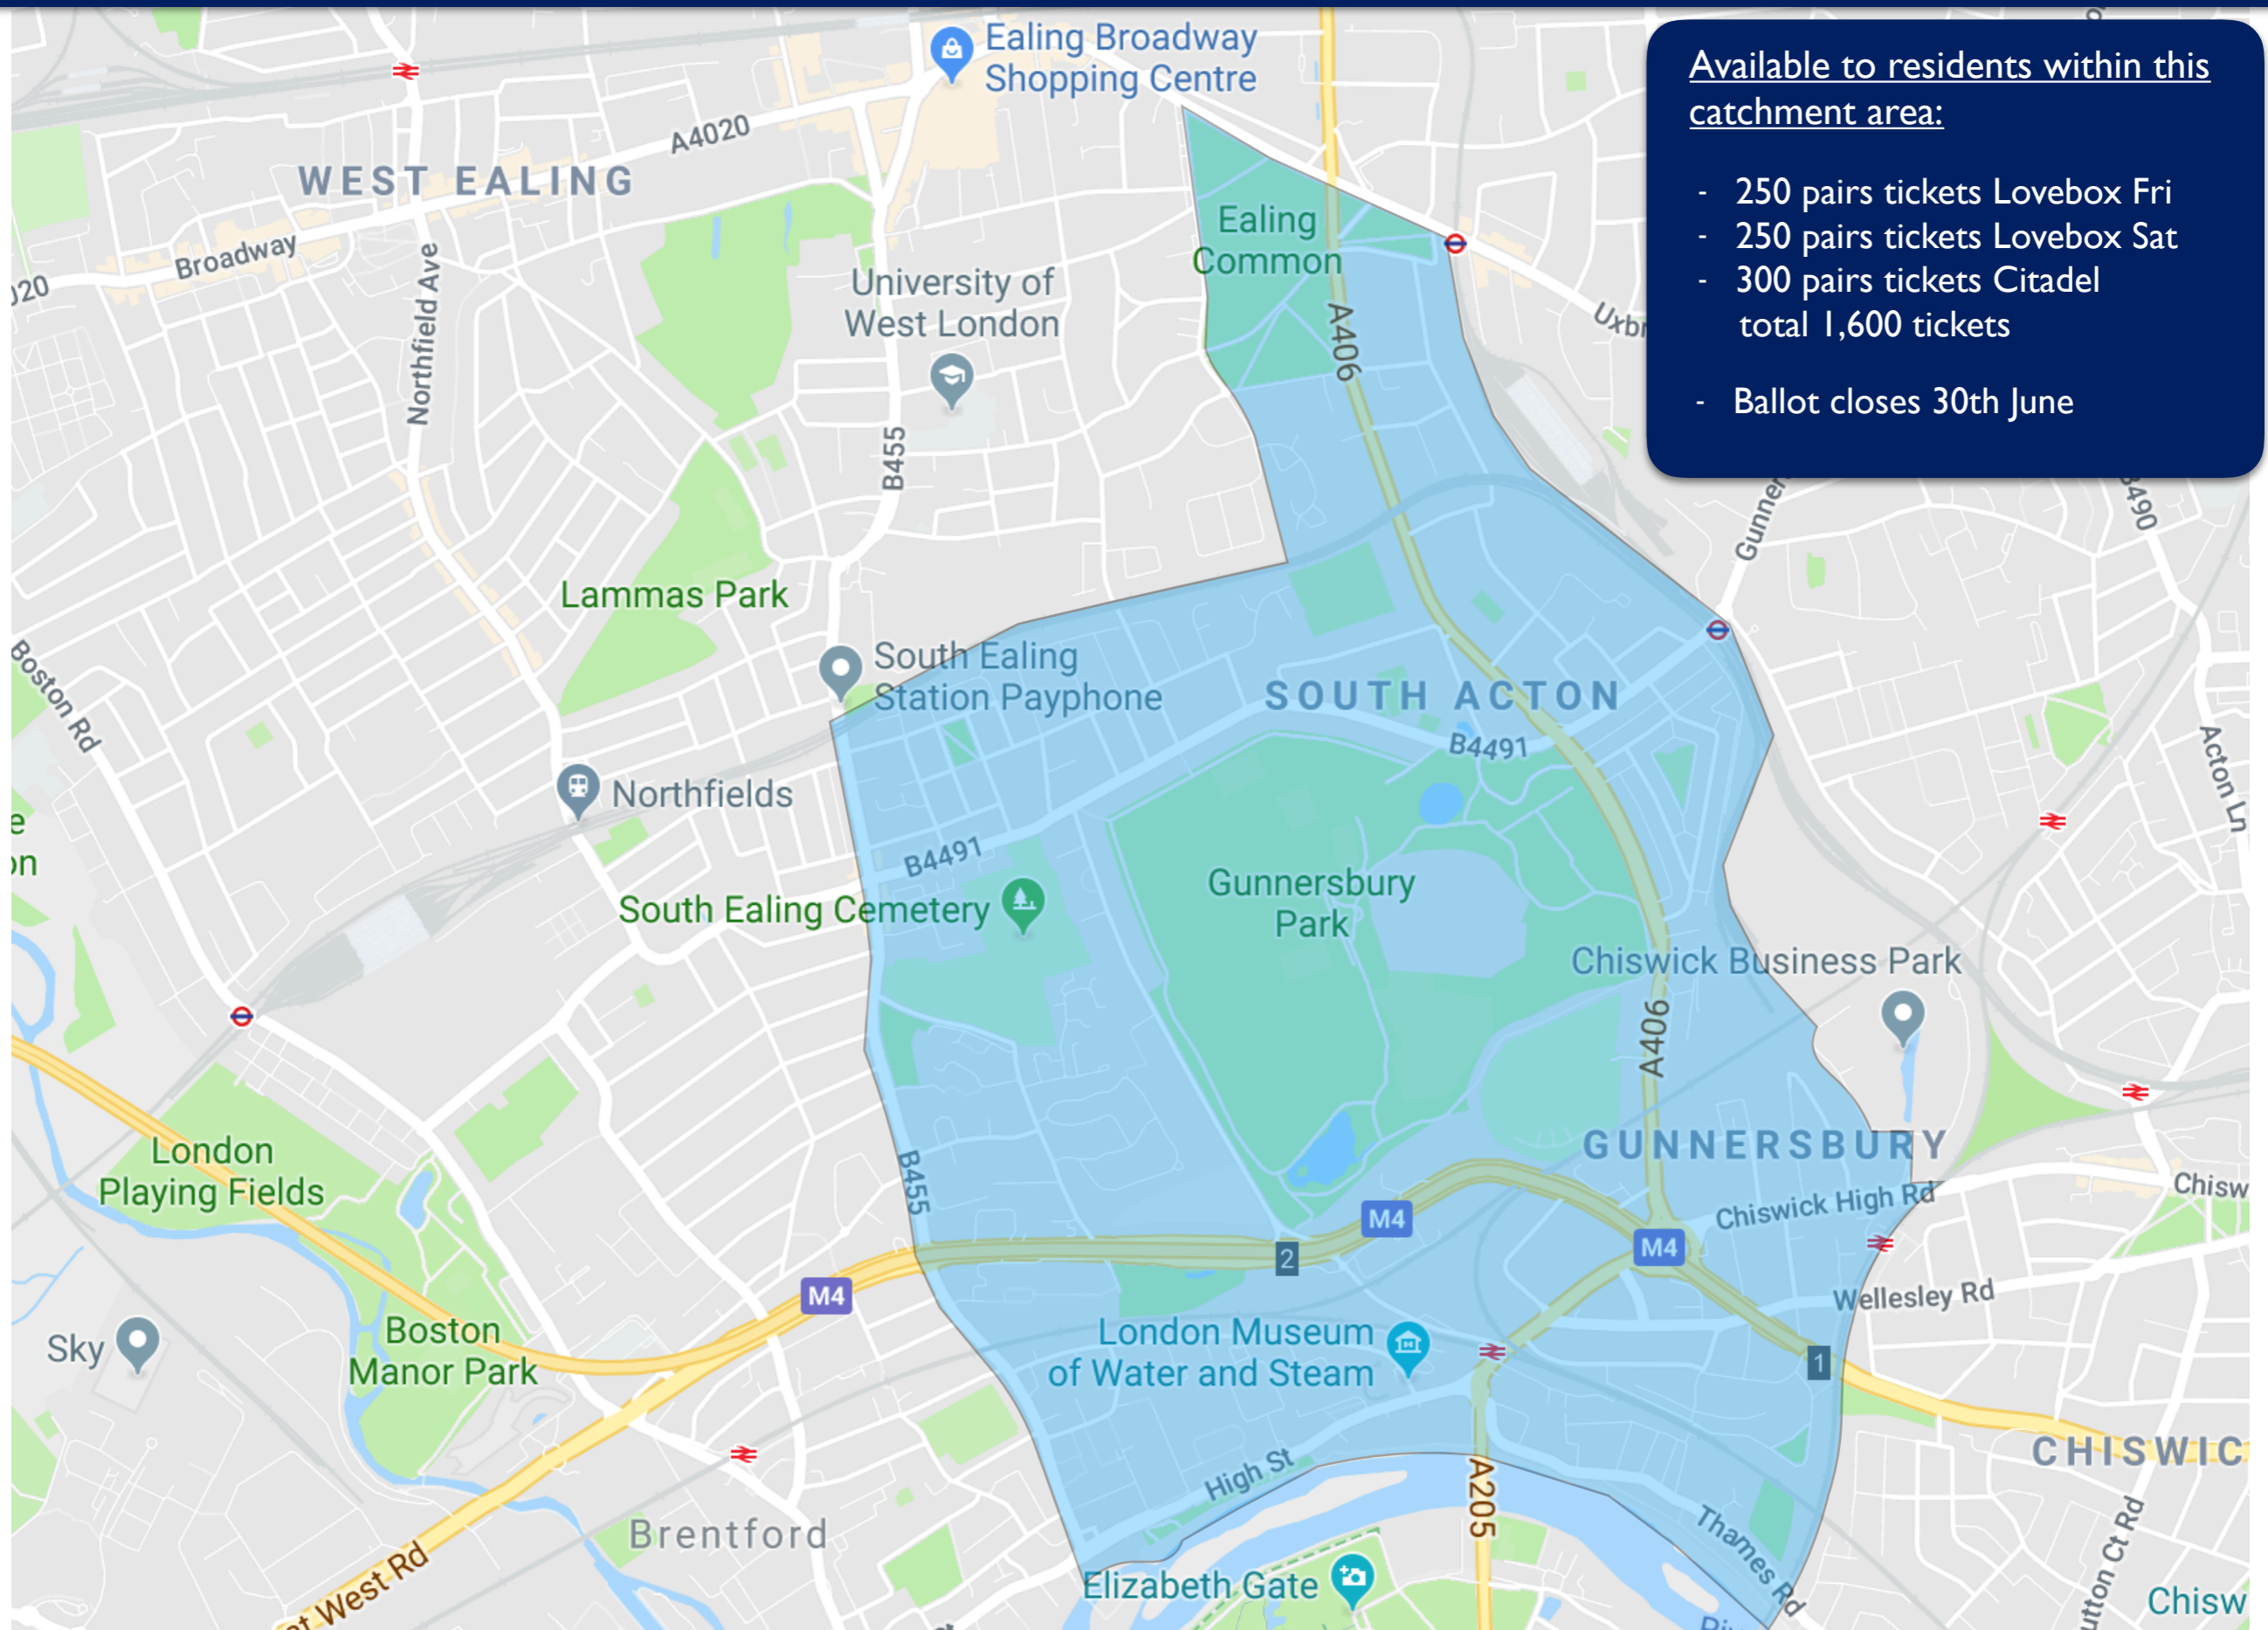 Available to residents within this
catchment area:
- 250 pairs tickets Lovebox Fri
- 250 pairs tickets Lovebox Sat
- 300 pairs tickets Citadel
total 1,600 tickets
- Ballot closes 30th June
Ealing Broadway
Shopping Centre
A4020
WEST EALING
Ealing
Common
Broadway
Northfield Ave
University of
West London
A406
B455
Lammas Park
South Ealing
Station Payphone
SOUTH ACTON
B4491
Boston Rd
Northfields
Acton Ln
B4491
South Ealing Cemetery
Gunnersbury
Park
Chiswick Business Park
A406
London
Playing Fields
B455
GUNNERSBURY
Chiswick High Rd
Chisw
M4
M4
2
M4
Wellesley Rd
Sky
Boston
Manor Park
London Museum
of Water and Steam
1
CHISWIC
High St
A205
Thames Rd
Brentford
Elizabeth Gate
Chisw